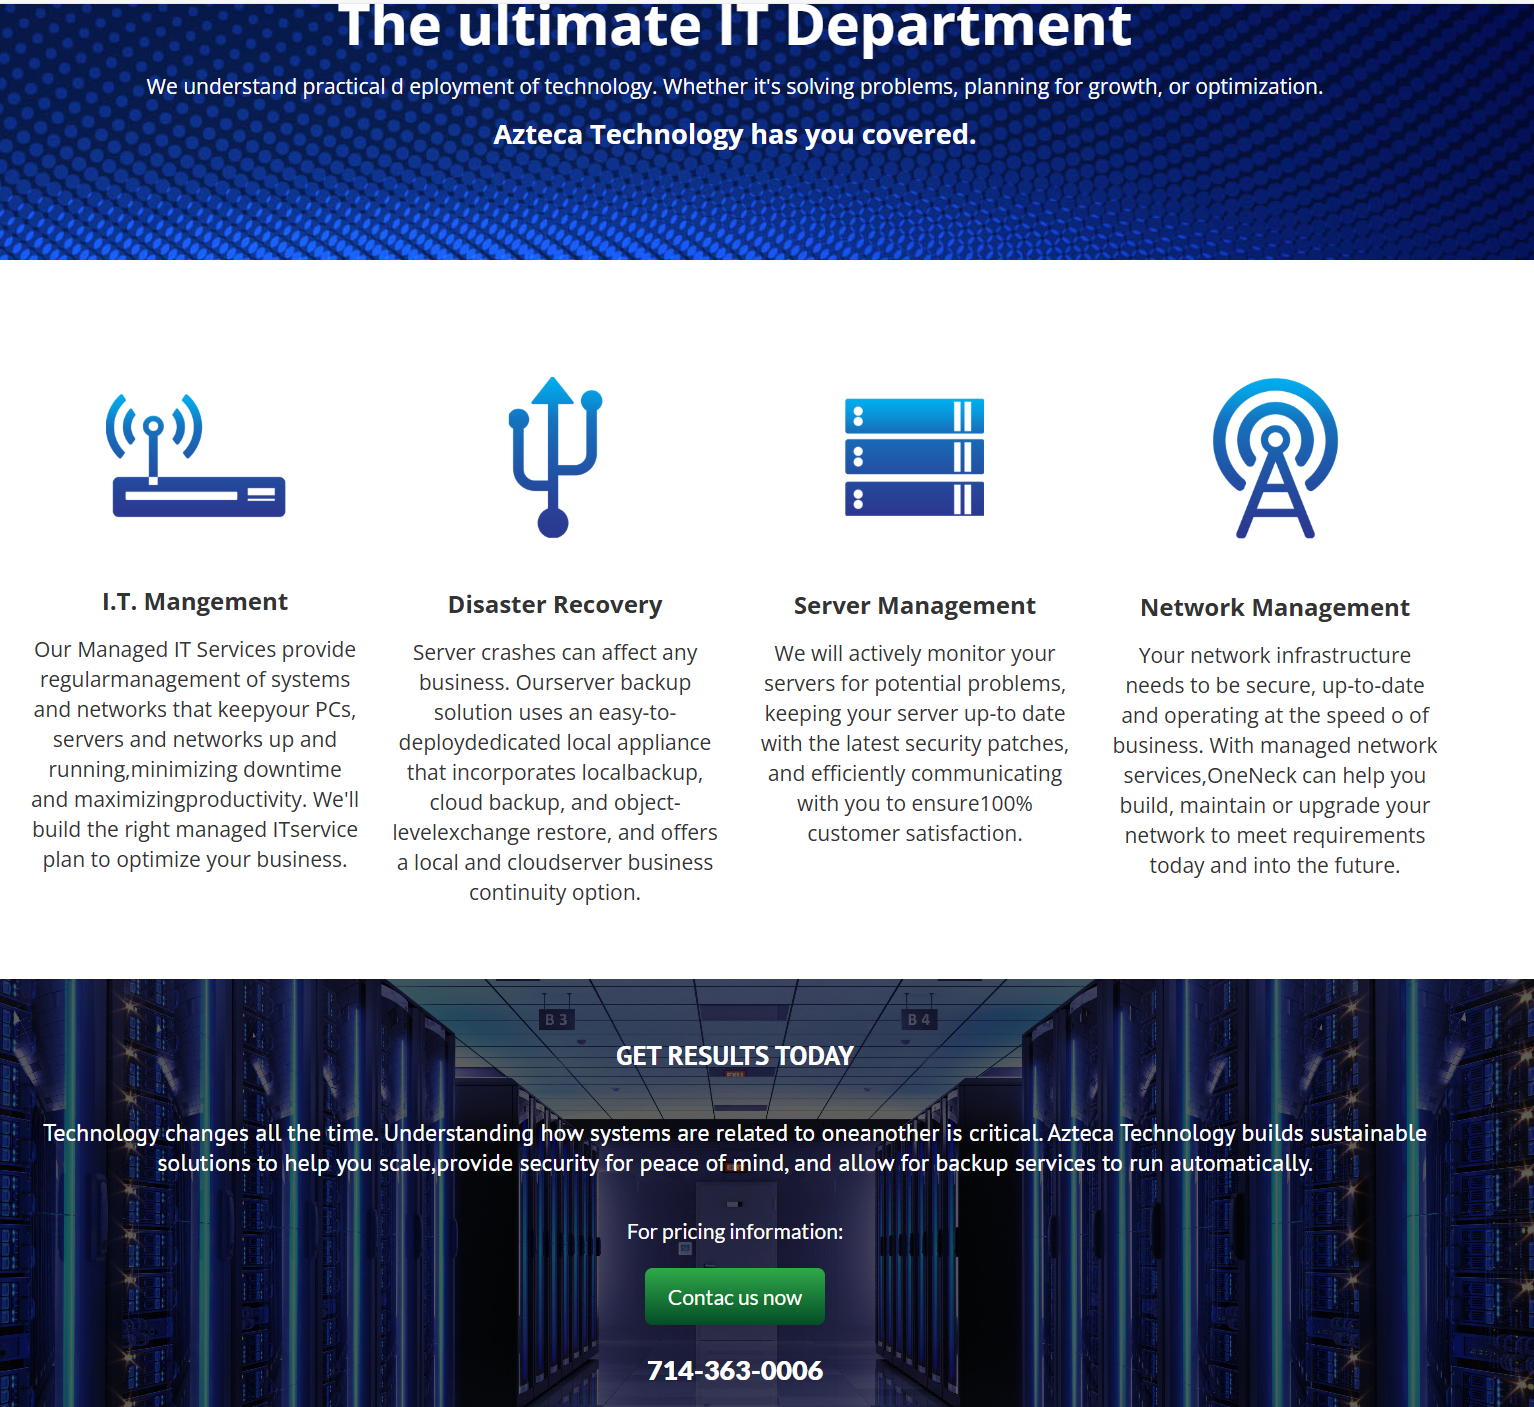 The ultimate IT Department
We understand practical d eployment of technology. Whether it's solving problems, planning for growth, or optimization.
Azteca Technology has you covered.
I.T. Mangement
Our Managed IT Services provide
regularmanagement of systems
and networks that keepyour PCs,
servers and networks up and
running,minimizing downtime
and maximizingproductivity. We'll
build the right managed ITservice
plan to optimize your business.
Disaster Recovery
Server crashes can affect any
business. Ourserver backup
solution uses an easy-to-
deploydedicated local appliance
that incorporates localbackup,
cloud backup, and object-
levelexchange restore, and offers
a local and cloudserver business
continuity option.
Server Management
We will actively monitor your
servers for potential problems,
keeping your server up-to date
with the latest security patches,
and efficiently communicating
with you to ensure100%
customer satisfaction.
Network Management
Your network infrastructure
needs to be secure, up-to-date
and operating at the speed o of
business. With managed network
services,OneNeck can help you
build, maintain or upgrade your
network to meet requirements
today and into the future.
B 3
B 4
GET RESULTS TODAY
EXIT
Technology changes all the time. Understanding how systems are related to oneanother is critical. Azteca Technology builds sustainable
solutions to help you scale,provide security for peace of mind, and allow for backup services to run automatically.
For pricing information:
Contac us now
714-363-0006